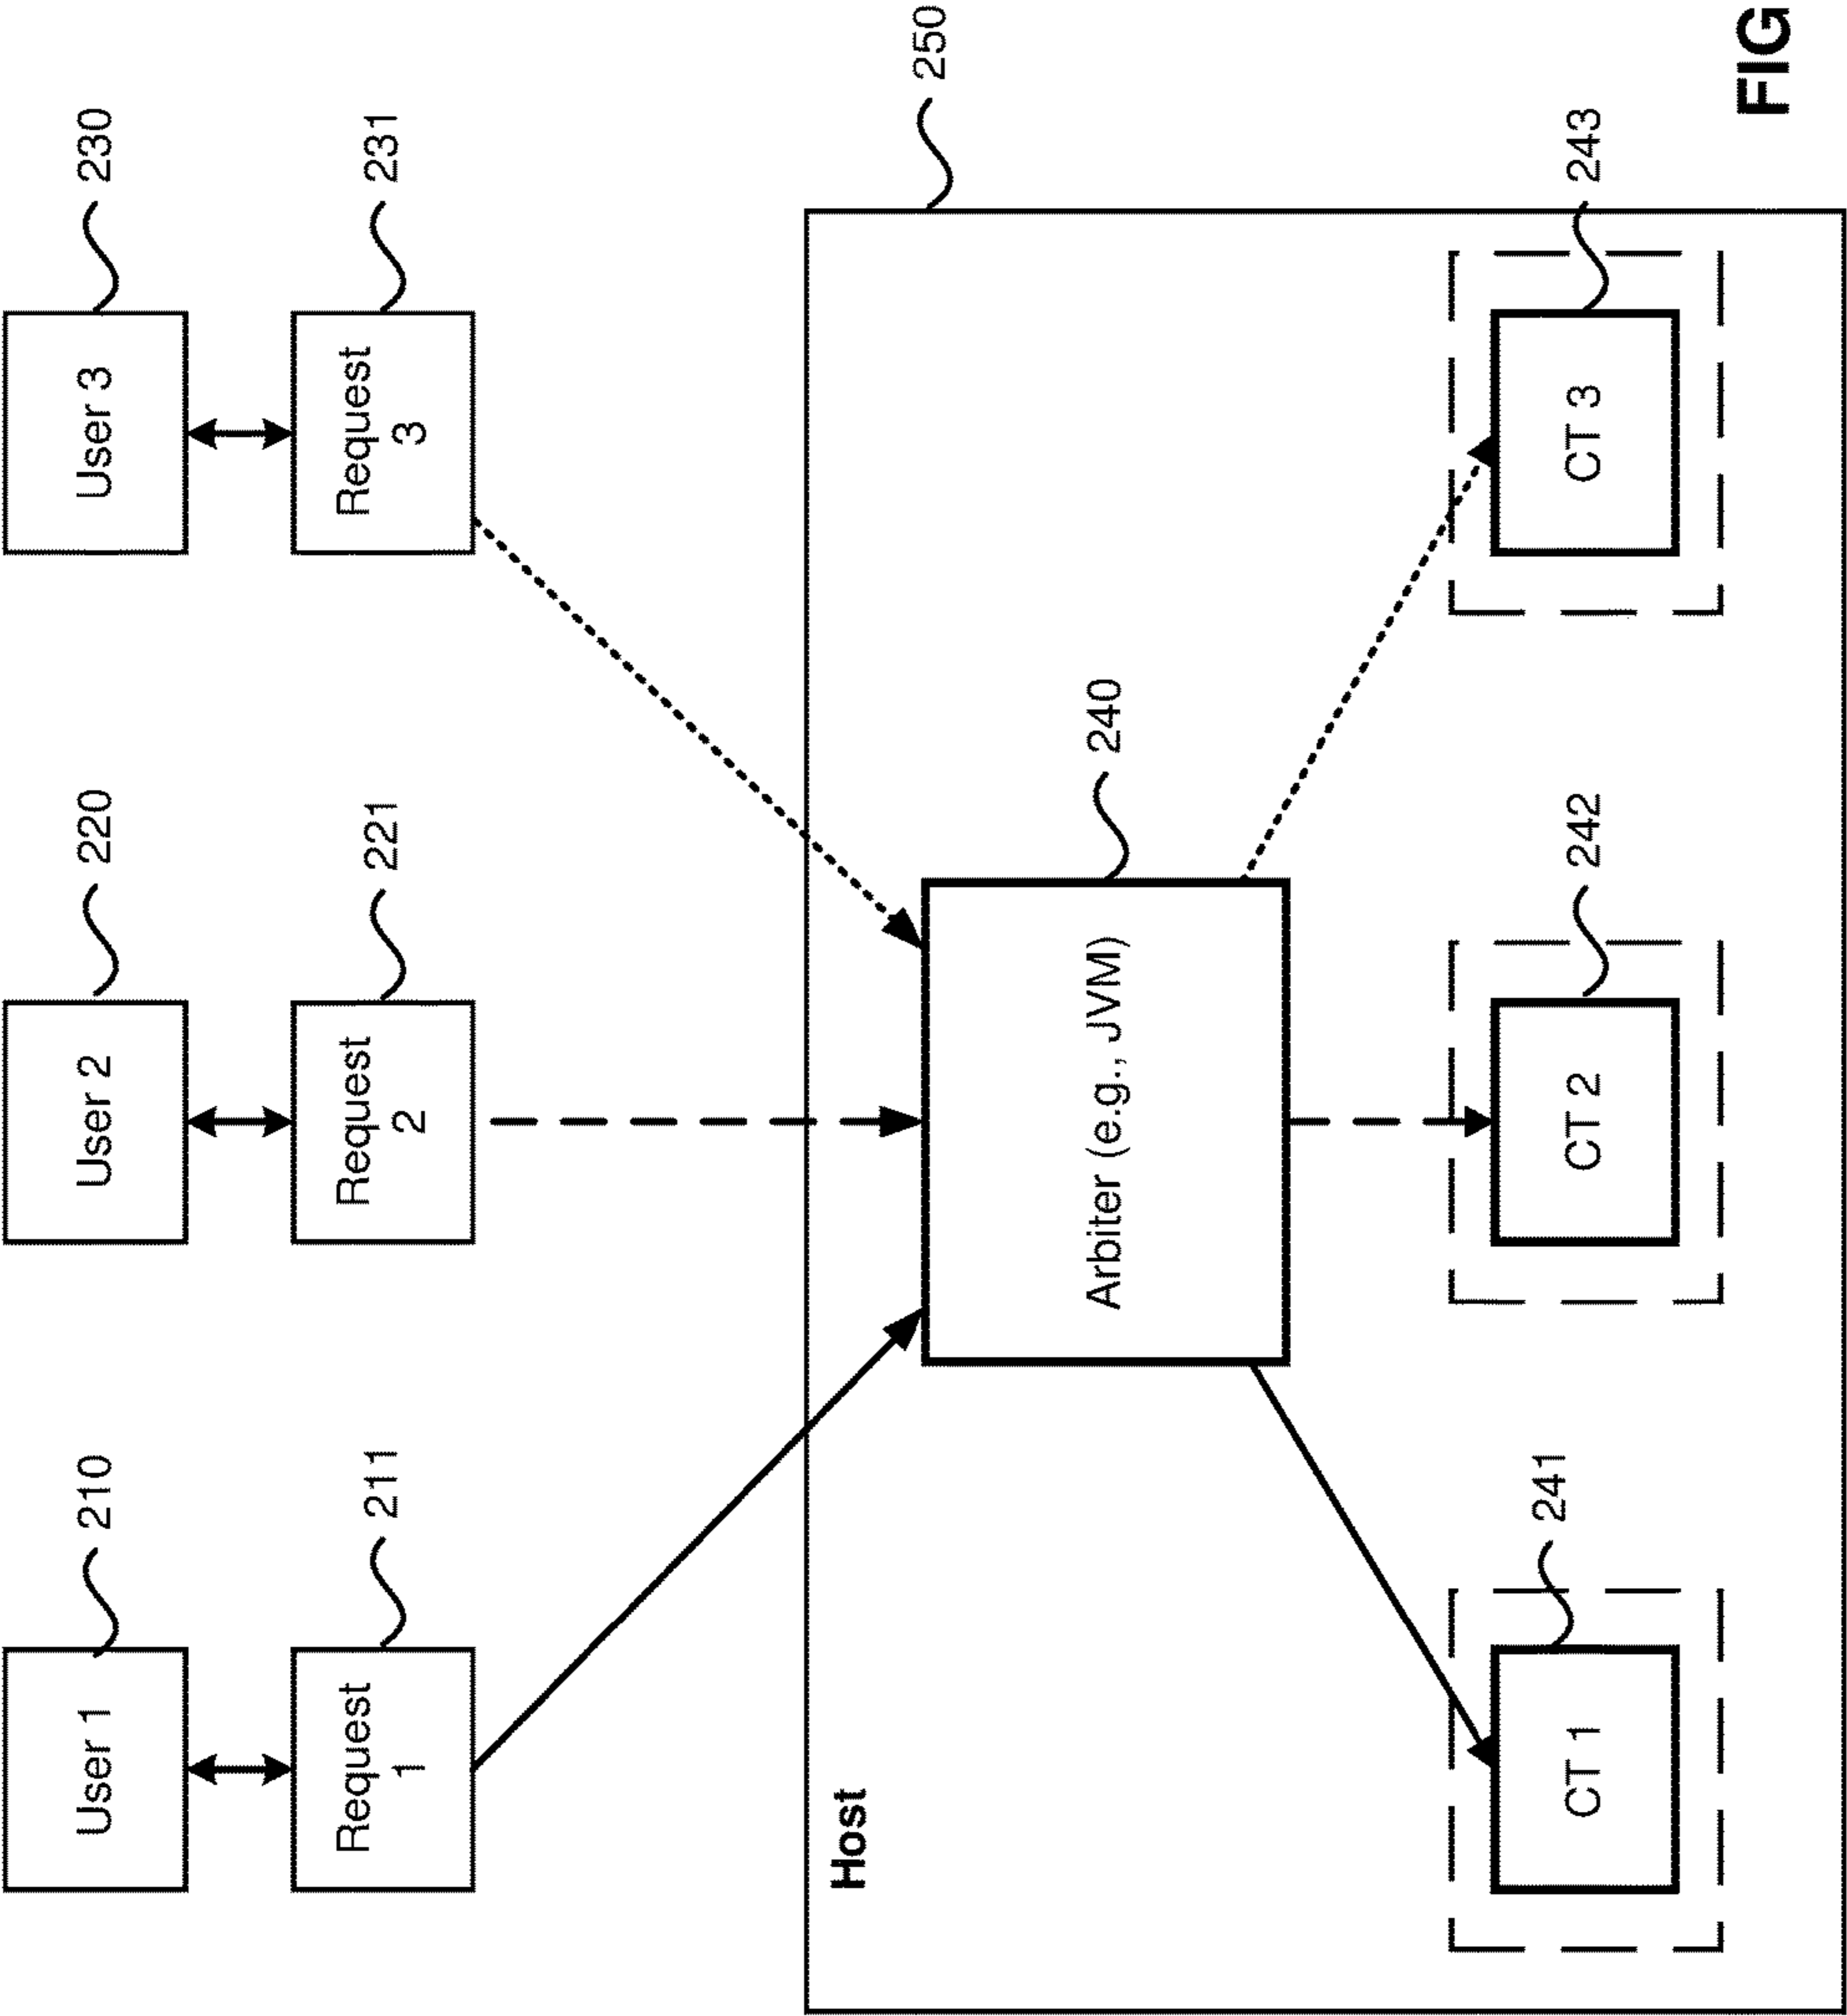 User 1
210
User 2
220
User 3
230
Request
1
211
Request
2
221
Request
3
231
Host
250
Arbiter (e.g., JVM)
240
CT 1
241
CT 2
242
CT 3
243
FIG